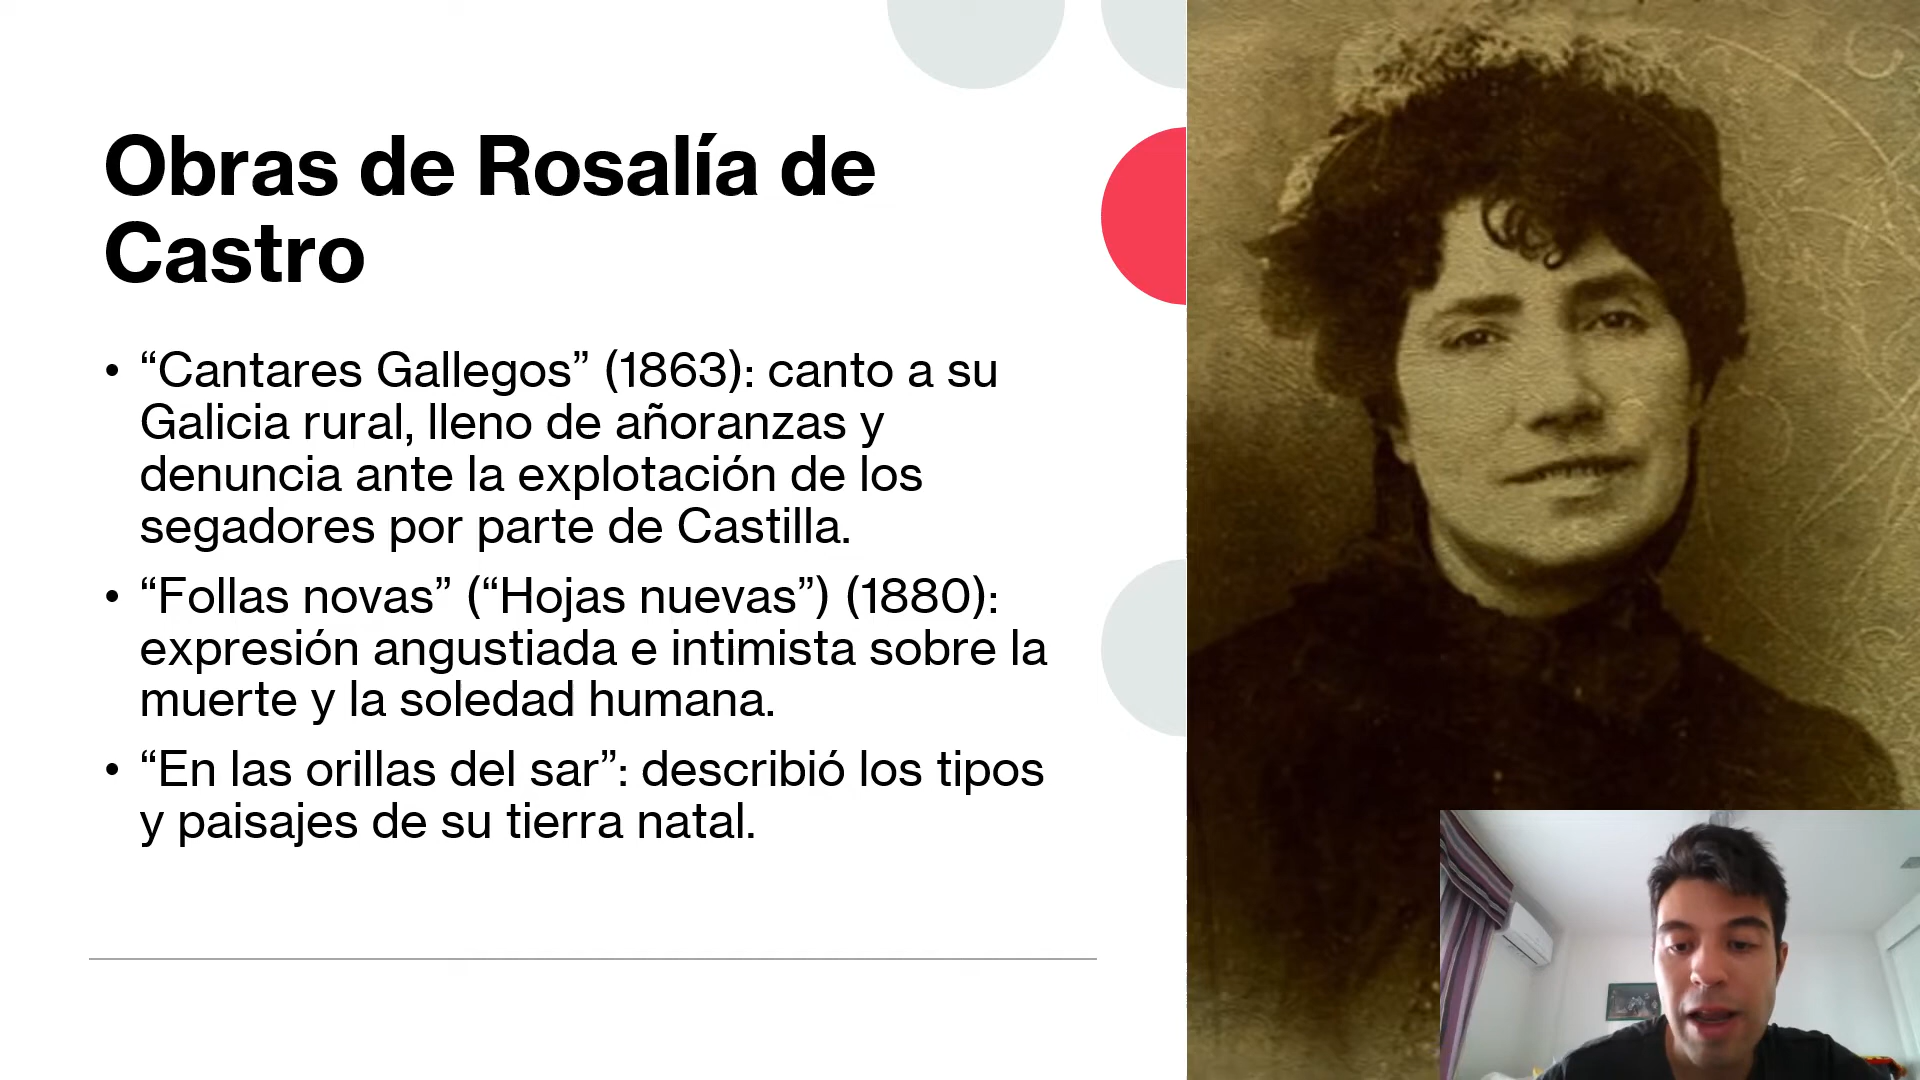 Obras de Rosalía de
Castro
• “Cantares Gallegos” (1863): canto a su
Galicia rural, lleno de añoranzas y
denuncia ante la explotación de los
segadores por parte de Castilla.
• “Follas novas” (“Hojas nuevas”) (1880):
expresión angustiada e intimista sobre la
muerte y la soledad humana.
• “En las orillas del sar”: describió los tipos
y paisajes de su tierra natal.